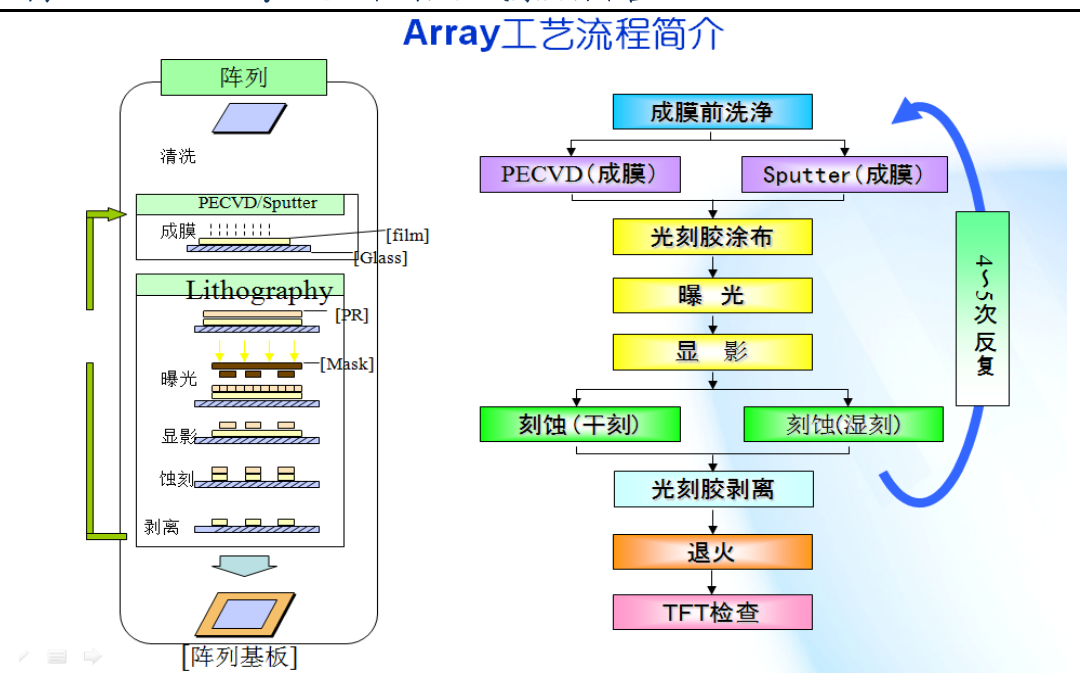 Array工艺流程简介
阵列
清洗
PECVD/Sputter
成膜
[film]
[Glass]
Lithography
[PR]
[Mask]
曝光
显影
蚀刻
剥离
[阵列基板]
成膜前洗净
PECVD(成膜)
Sputter(成膜)
光刻胶涂布
曝 光
显 影
刻蚀(干刻)
刻蚀(湿刻)
光刻胶剥离
退火
TFT检查
4~5次反复